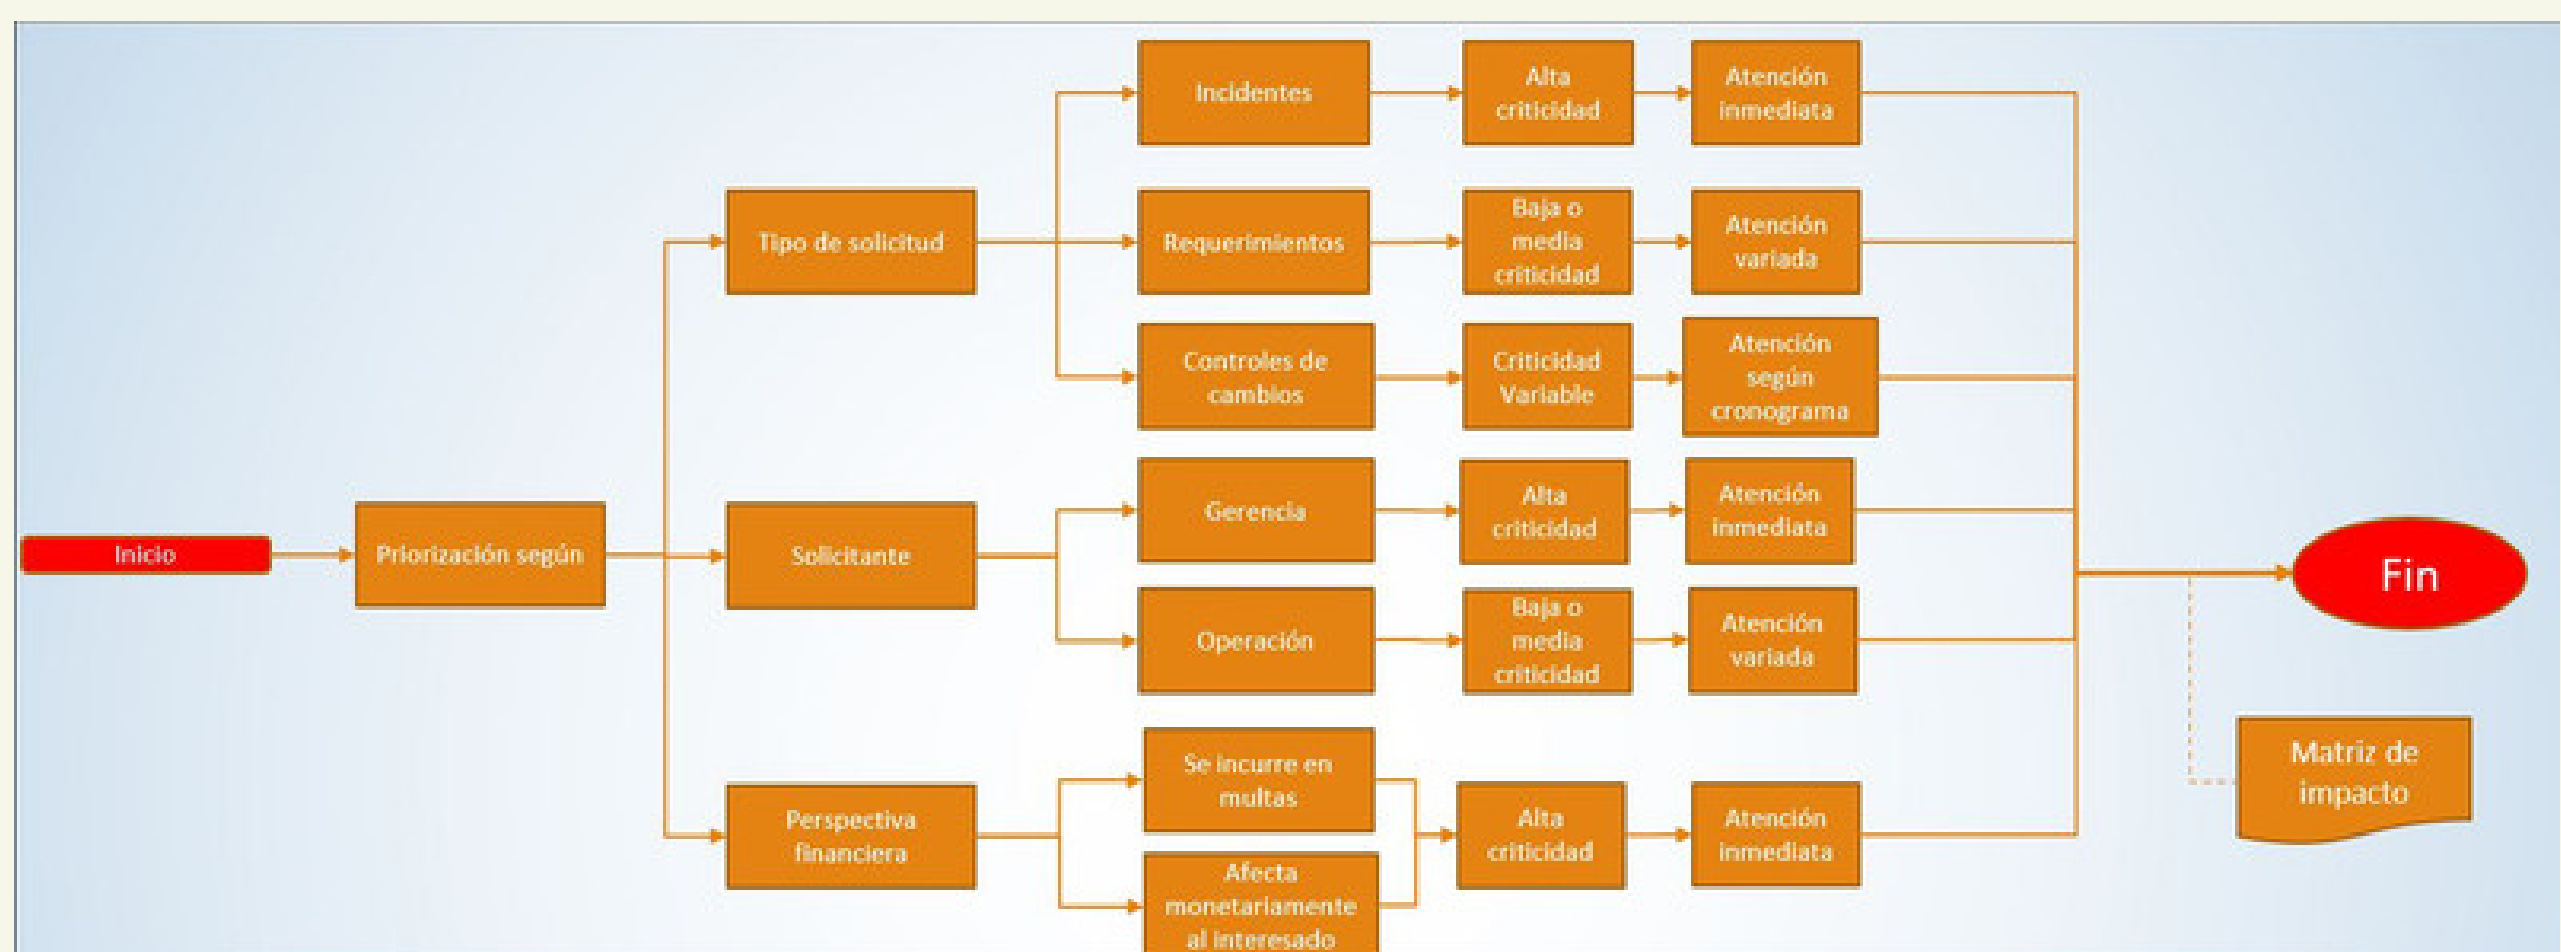 Inicio
Priorización según
Tipo de solicitud
Incidentes
Alta
criticidad
Atención
inmediata
Requerimientos
Baja o
media
criticidad
Atención
variada
Controles de
cambios
Criticidad
Variable
Atención
según
cronograma
Solicitante
Gerencia
Alta
criticidad
Atención
inmediata
Operación
Baja o
media
criticidad
Atención
variada
Perspectiva
financiera
Se incurre en
multas
Afecta
monetariamente
al interesado
Alta
criticidad
Atención
inmediata
Fin
Matriz de
impacto